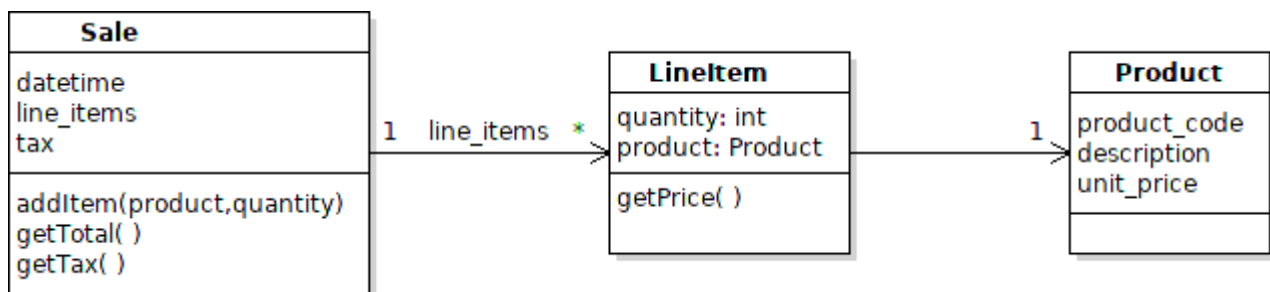 Sale
datetime
line_items
tax
addItem(product,quantity)
getTotal( )
getTax( )
1 line_items *
LineItem
quantity: int
product: Product
getPrice( )
1
Product
product_code
description
unit_price